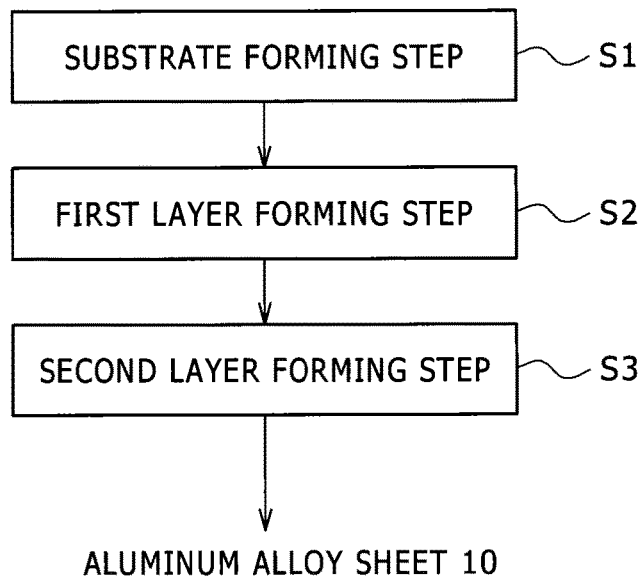 SUBSTRATE FORMING STEP S1
FIRST LAYER FORMING STEP S2
SECOND LAYER FORMING STEP S3
ALUMINUM ALLOY SHEET 10